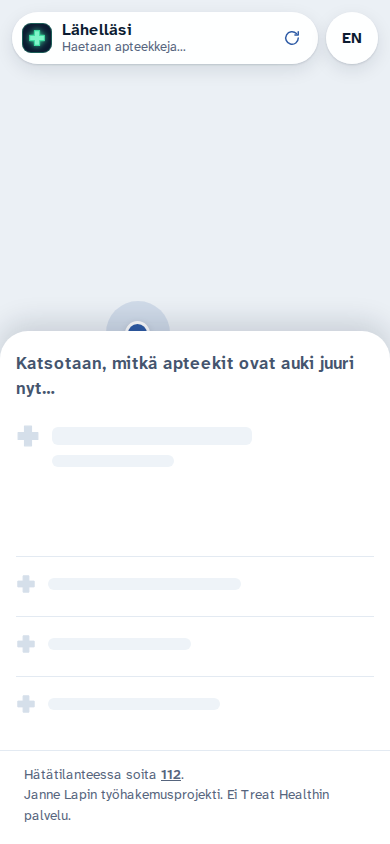 Lähelläsi
Haetaan apteekkeja...
EN
Katsotaan, mitkä apteekit ovat auki juuri
nyt...
Hätätilanteessa soita 112.
Janne Lapin työhakemusprojekti. Ei Treat Healthin
palvelu.